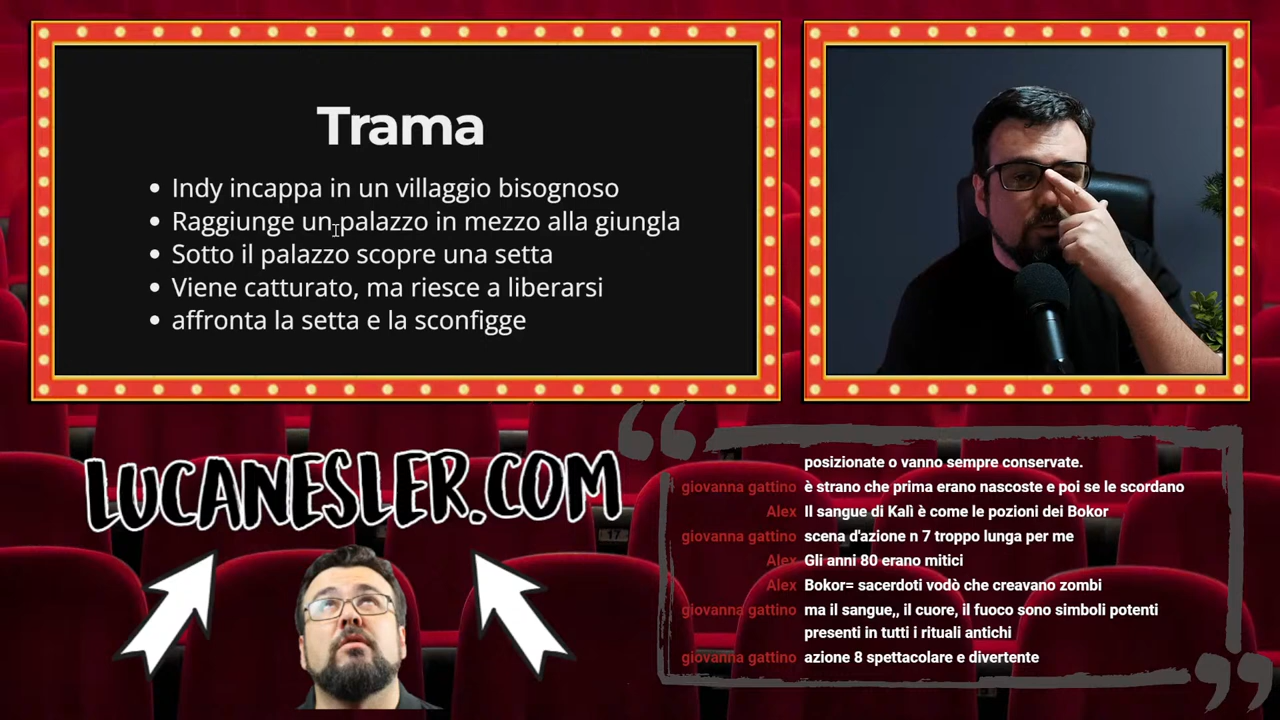 Trama
Indy incappa in un villaggio bisognoso
Raggiunge un palazzo in mezzo alla giungla
Sotto il palazzo scopre una setta
Viene catturato, ma riesce a liberarsi
affronta la setta e la sconfigge
LUCANESLER.COM
posizionate o vanno sempre conservate.
giovanna gattino è strano che prima erano nascoste e poi se le scordano
Alex Il sangue di Kalì è come le pozioni dei Bokor
giovanna gattino scena d'azione n 7 troppo lunga per me
Alex Gli anni 80 erano mitici
Alex Bokor= sacerdoti vodò che creavano zombi
giovanna gattino ma il sangue,, il cuore, il fuoco sono simboli potenti
presenti in tutti i rituali antichi
giovanna gattino azione 8 spettacolare e divertente
17